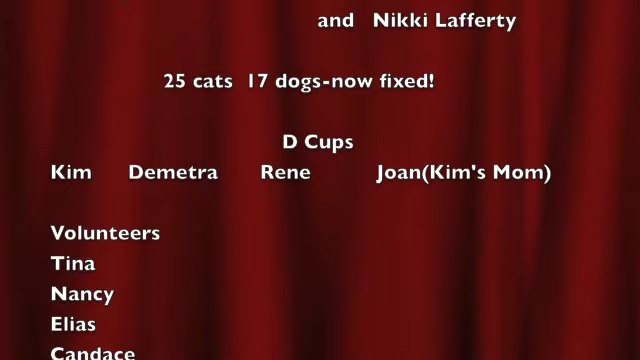 and Nikki Lafferty
25 cats 17 dogs-now fixed!
D Cups
Kim Demetra Rene Joan(Kim's Mom)
Volunteers
Tina
Nancy
Elias
Candace